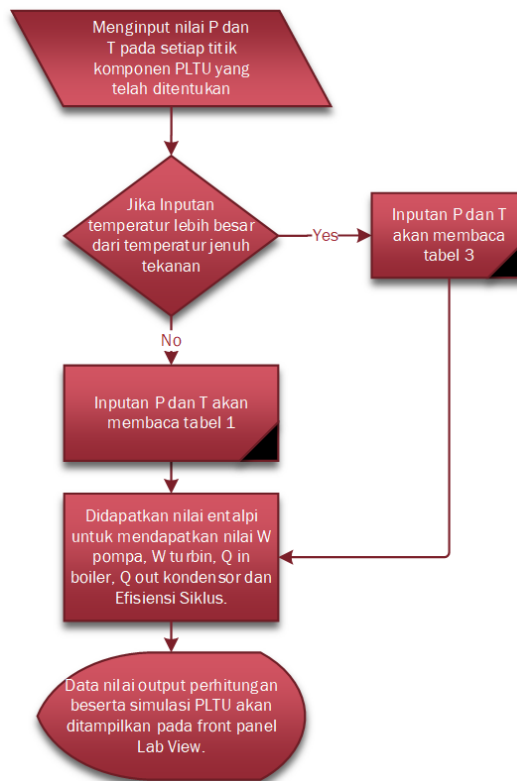 Menginput nilai P dan
T pada setiap titik
komponen PLTU yang
telah ditentukan
Jika Inputan
temperatur lebih besar
dari temperatur jenuh
tekanan
Yes
Inputan P dan T
akan membaca
tabel 3
No
Inputan P dan T akan
membaca tabel 1
Didapatkan nilai entalpi
untuk mendapatkan nilai W
pompa, W turbin, Q in
boiler, Q out kondensor dan
Efisiensi Siklus.
Data nilai output perhitungan
beserta simulasi PLTU akan
ditampilkan pada front panel
Lab View.